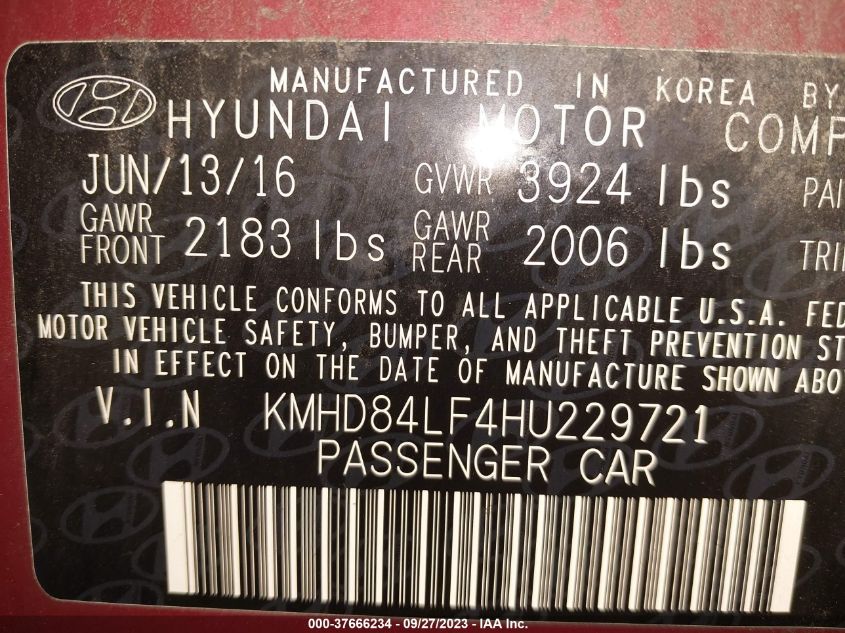 MANUFACTURED IN KOREA BY
HYUNDAI MOTOR COMP
JUN/13/16 GVWR 3924 lbs PAI
GAWR FRONT 2183 lbs GAWR REAR 2006 lbs TRI
THIS VEHICLE CONFORMS TO ALL APPLICABLE U.S.A. FED
MOTOR VEHICLE SAFETY, BUMPER, AND THEFT PREVENTION ST
IN EFFECT ON THE DATE OF MANUFACTURE SHOWN ABO
V.I.N KMHD84LF4HU229721
PASSENGER CAR
000-37666234 - 09/27/2023 - IAA Inc.